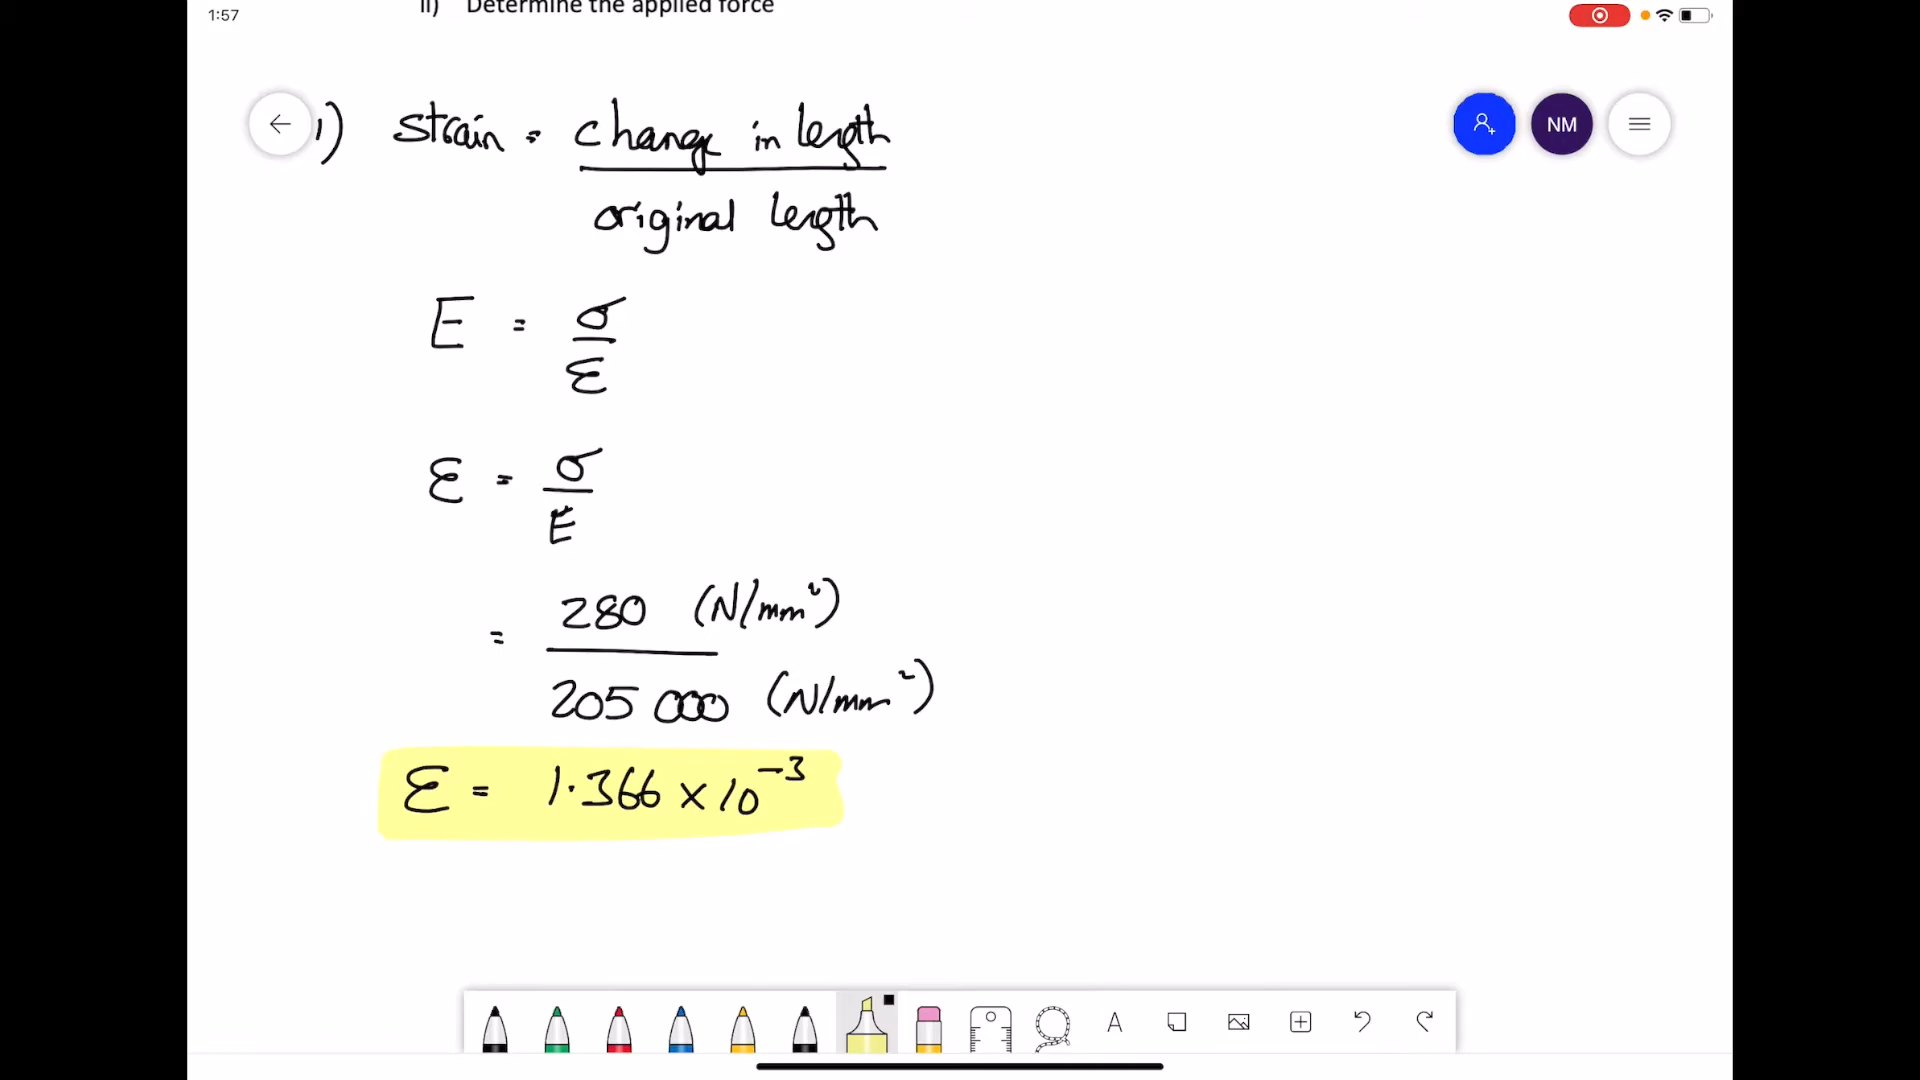 ii) Determine the applied force
1:57
NM
1) Strain = change in length
original length
E = σ
ε
ε = σ
E
= 280 (N/mm²)
205 000 (N/mm²)
ε = 1.366 × 10⁻³
A